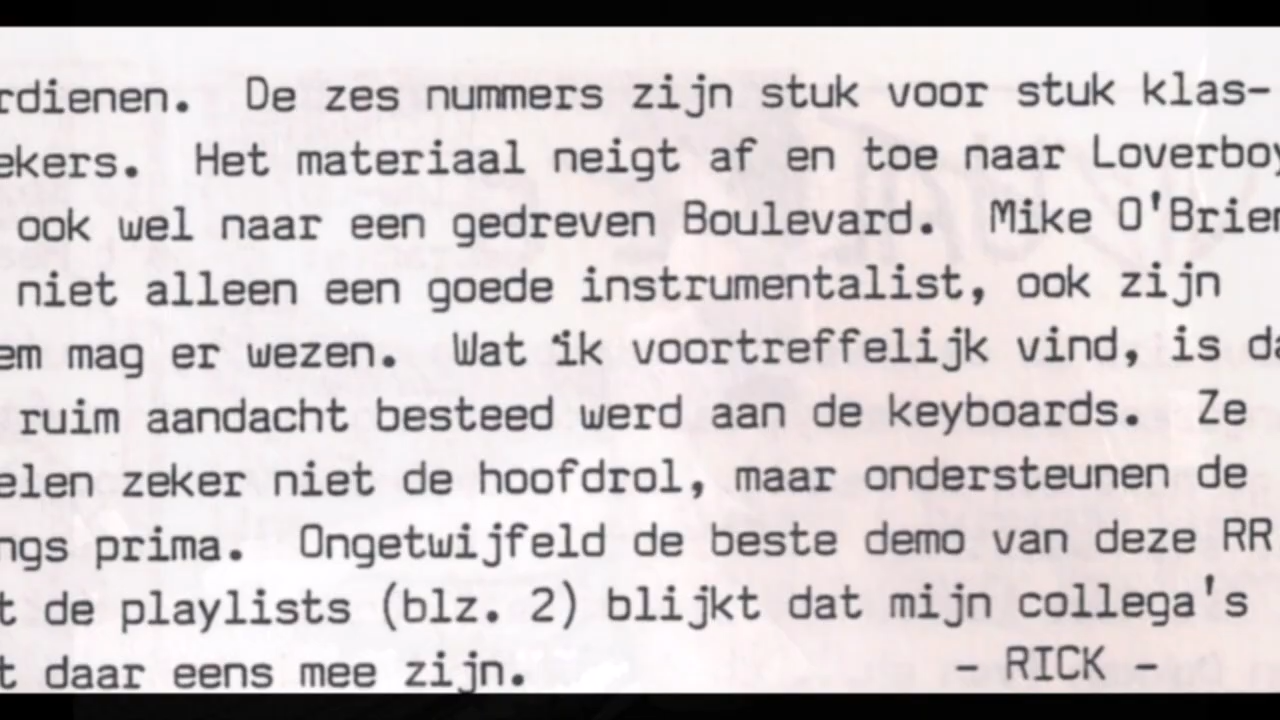 rdienen. De zes nummers zijn stuk voor stuk klas-
ekers. Het materiaal neigt af en toe naar Loverboy
ook wel naar een gedreven Boulevard. Mike O'Brien
niet alleen een goede instrumentalist, ook zijn
em mag er wezen. Wat ik voortreffelijk vind, is da
ruim aandacht besteed werd aan de keyboards. Ze
elen zeker niet de hoofdrol, maar ondersteunen de
ngs prima. Ongetwijfeld de beste demo van deze RR
t de playlists (blz. 2) blijkt dat mijn collega's
t daar eens mee zijn. - RICK -